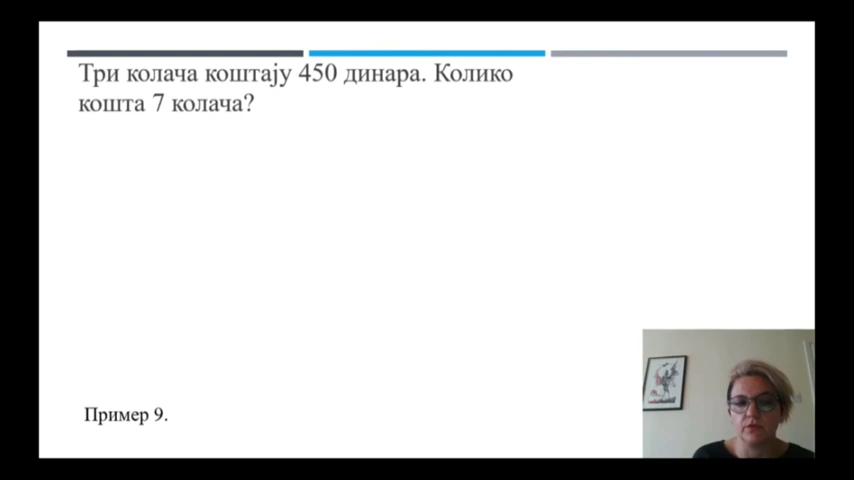 Три колача коштају 450 динара. Колико
кошта 7 колача?
Пример 9.